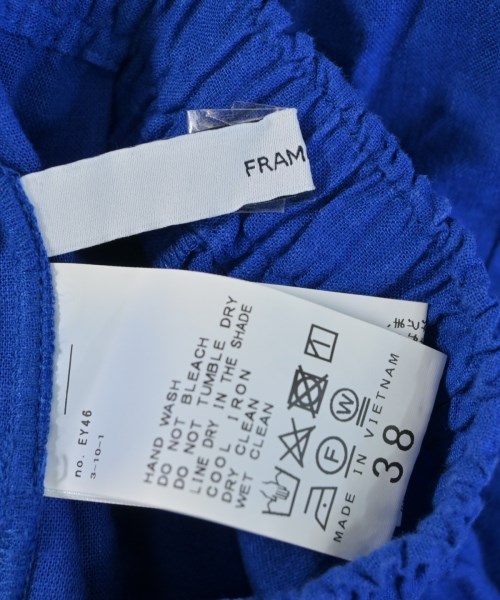 FRAM
HAND WASH
DO NOT BLEACH
DO NOT TUMBLE DRY
LINE DRY IN THE SHADE
COOL IRON
DRY CLEAN
WET CLEAN
F
W
MADE IN VIETNAM
38
no. EY46
3-10-1